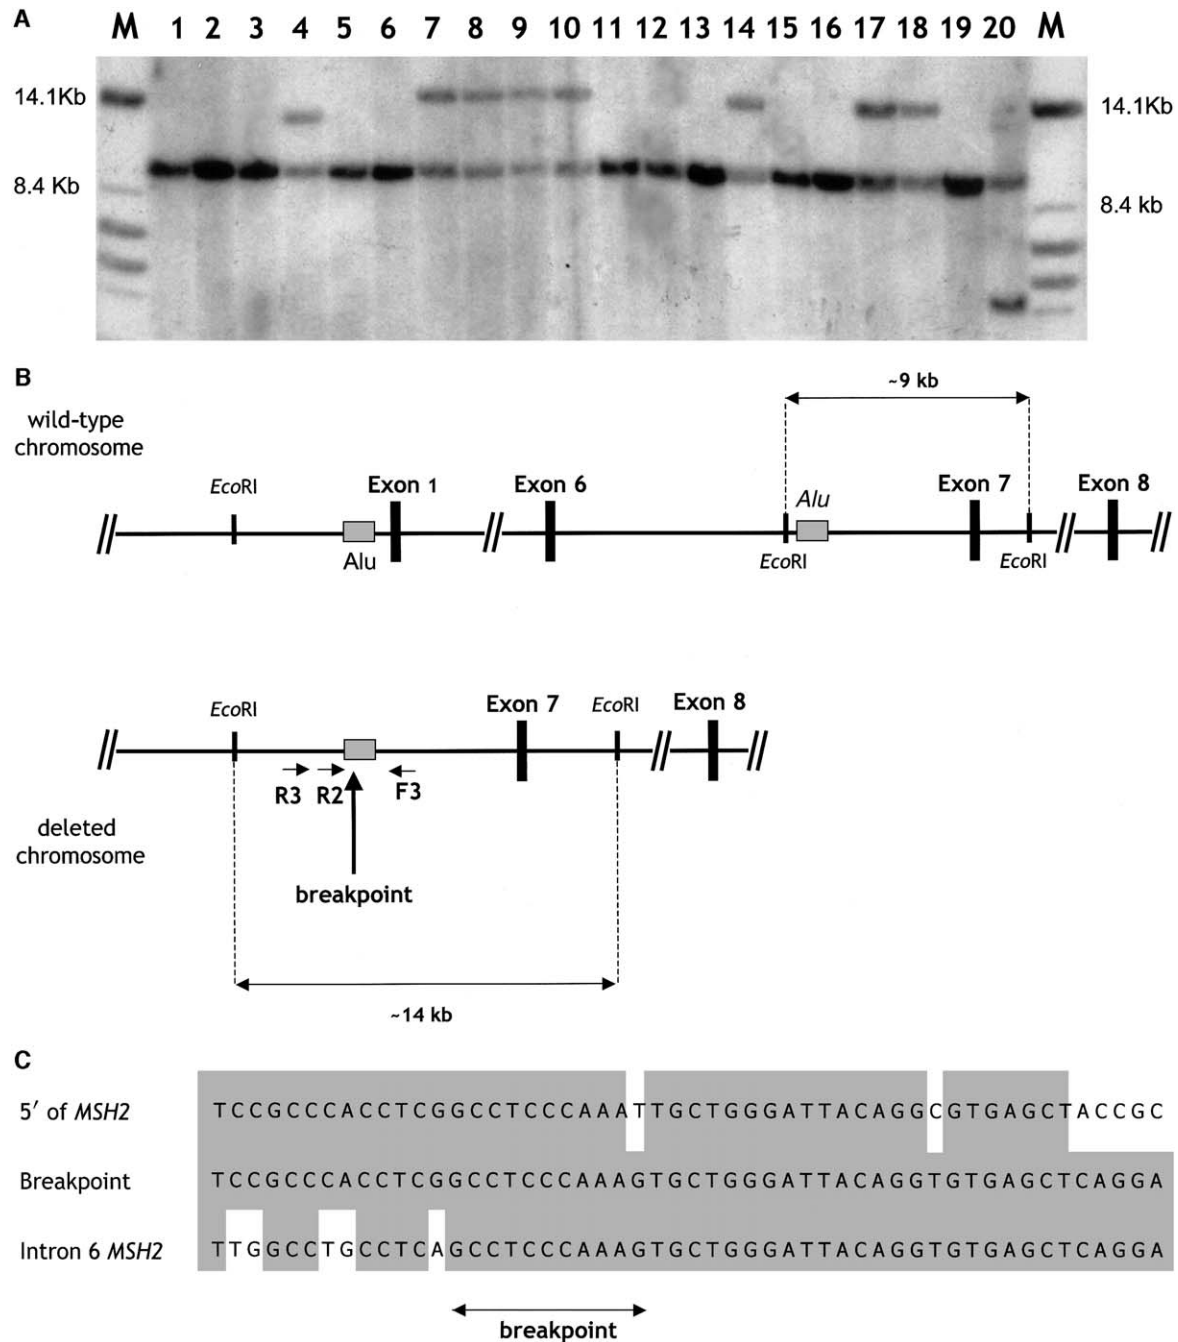 A
M 1 2 3 4 5 6 7 8 9 10 11 12 13 14 15 16 17 18 19 20 M
14.1Kb
14.1Kb
8.4 Kb
8.4 kb
B
~9 kb
wild-type
chromosome
EcoRI
Exon 1
Exon 6
Alu
Exon 7
Exon 8
Alu
EcoRI
EcoRI
EcoRI
Exon 7
EcoRI
Exon 8
R3
R2
F3
deleted
chromosome
breakpoint
~14 kb
C
5′ of MSH2
TCCGCCCACCTCGGCCTCCCAAATTGCTGGGATTACAGGCGTGAGCTACCGC
Breakpoint
TCCGCCCACCTCGGCCTCCCAAAGTGCTGGGATTACAGGTGTGAGCTCAGGA
Intron 6 MSH2
TTGGCCTGCCTCAGCCTCCCAAAGTGCTGGGATTACAGGTGTGAGCTCAGGA
breakpoint